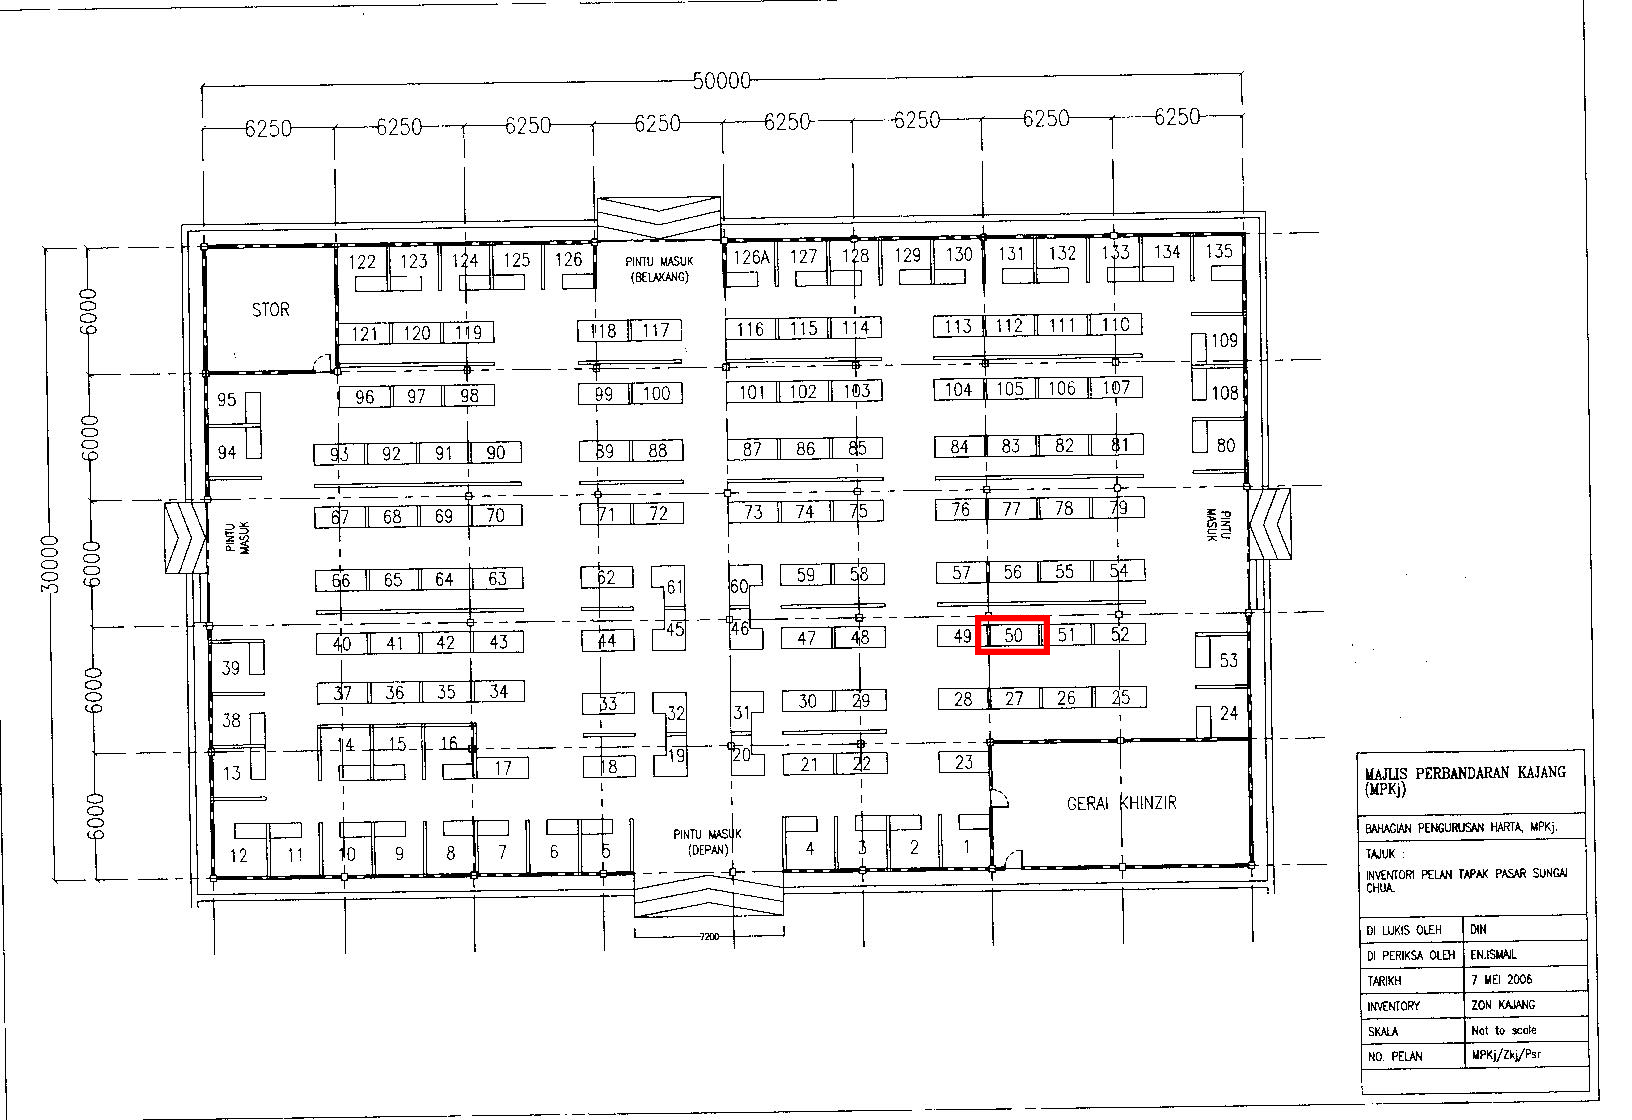 50000
6250 6250 6250 6250 6250 6250 6250 6250
122 123 124 125 126 PINTU MASUK 126A 127 128 129 130 131 132 133 134 135
(BELAKANG)
6000 STOR
121 120 119 118 117 116 115 114 113 112 111 110
109
96 97 98 99 100 101 102 103 104 105 106 107 108
95
6000
94 93 92 91 90 89 88 87 86 85 84 83 82 81 80
67 68 69 70 71 72 73 74 75 76 77 78 79
PINTU MASUK
PINTU MASUK
30000
6000
66 65 64 63 62 61 60 59 58 57 56 55 54
40 41 42 43 44 45 46 47 48 49 50 51 52
39 53
6000
37 36 35 34 33 32 31 30 29 28 27 26 25
38 24
14 15 16
13 17 18 19 20 21 22 23
GERAI KHINZIR
6000
PINTU MASUK
(DEPAN)
12 11 10 9 8 7 6 5 4 3 2 1
7200
MAJLIS PERBANDARAN KAJANG
(MPKj)
BAHAGIAN PENGURUSAN HARTA, MPKj.
TAJUK :
INVENTORI PELAN TAPAK PASAR SUNGAI
CHUA.
DI LUKIS OLEH DIN
DI PERIKSA OLEH EN.ISMAIL
TARIKH 7 MEI 2006
INVENTORY ZON KAJANG
SKALA Not to scale
NO. PELAN MPKj/Zkj/Psr